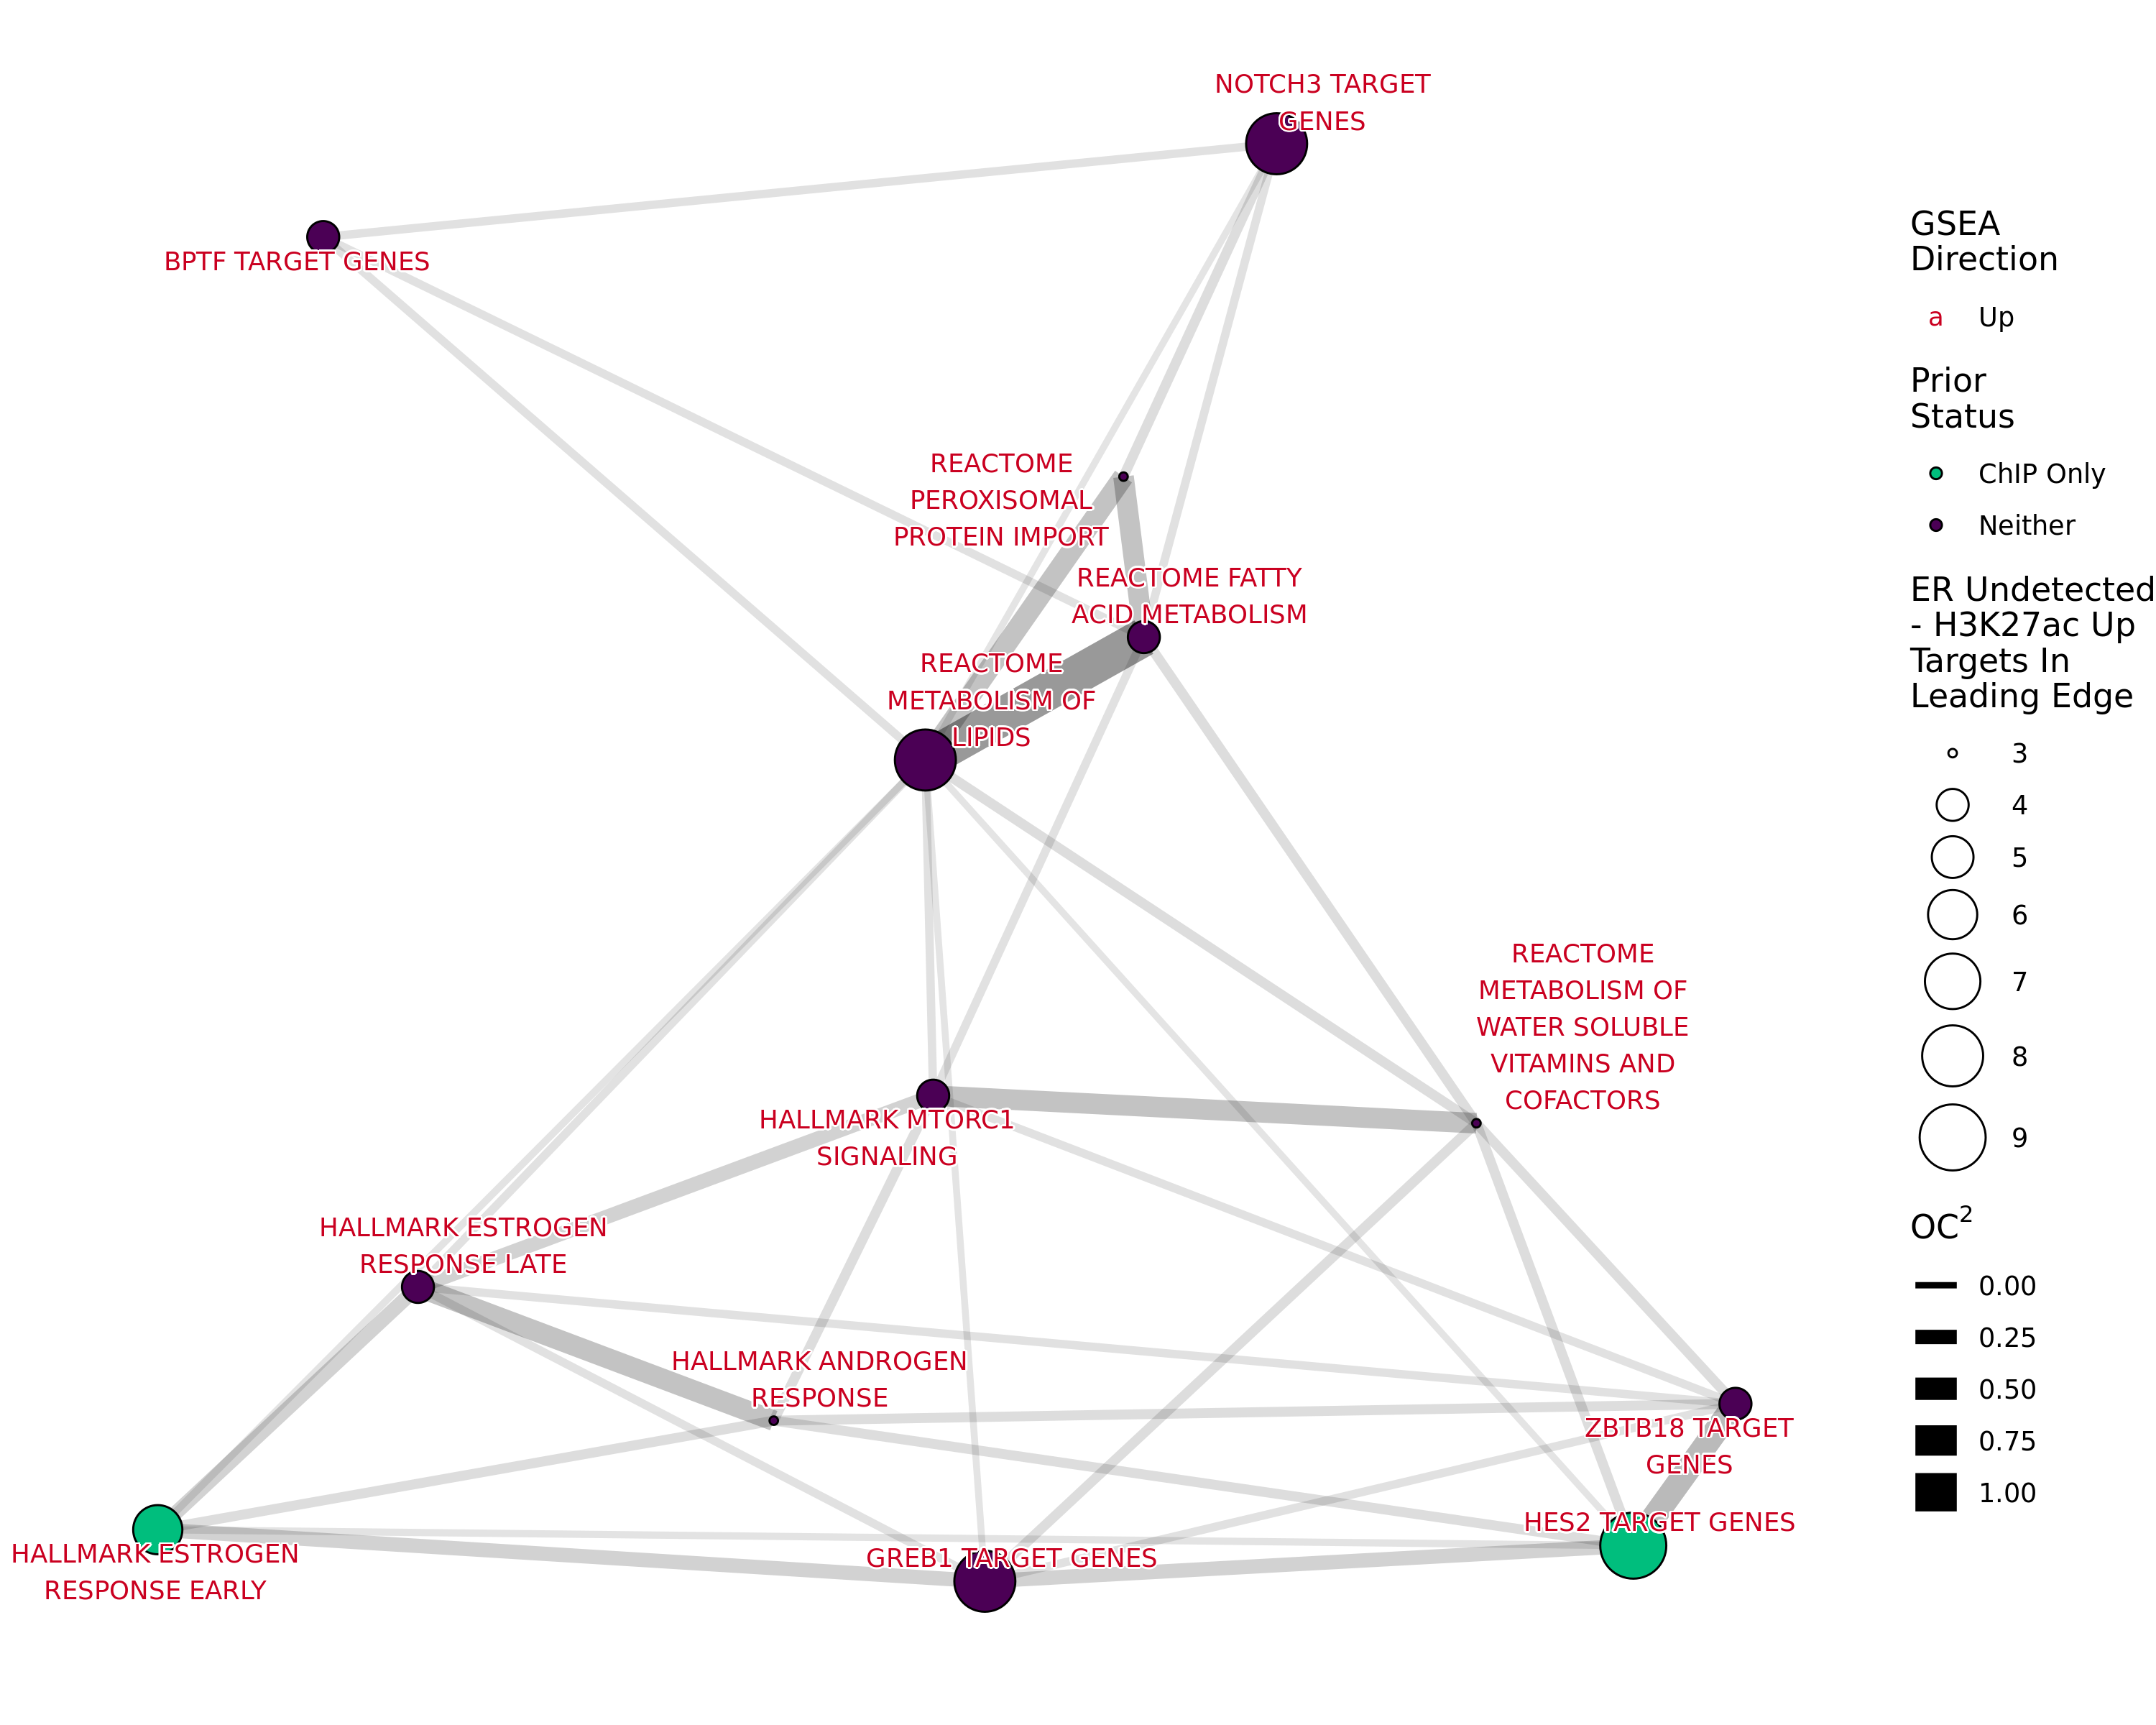 NOTCH3 TARGET
GENES
BPTF TARGET GENES
REACTOME
PEROXISOMAL
PROTEIN IMPORT
REACTOME FATTY
ACID METABOLISM
REACTOME
METABOLISM OF
LIPIDS
REACTOME
METABOLISM OF
WATER SOLUBLE
VITAMINS AND
COFACTORS
HALLMARK MTORC1
SIGNALING
HALLMARK ESTROGEN
RESPONSE LATE
HALLMARK ANDROGEN
RESPONSE
ZBTB18 TARGET
GENES
HES2 TARGET GENES
GREB1 TARGET GENES
HALLMARK ESTROGEN
RESPONSE EARLY
GSEA
Direction
a Up
Prior
Status
ChIP Only
Neither
ER Undetected
- H3K27ac Up
Targets In
Leading Edge
3
4
5
6
7
8
9
OC²
0.00
0.25
0.50
0.75
1.00